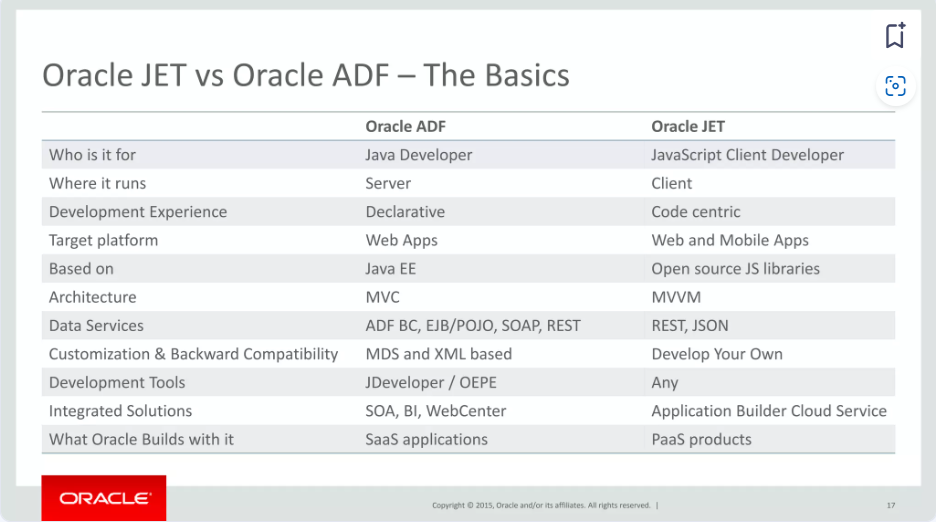 Oracle JET vs Oracle ADF – The Basics
Oracle ADF Oracle JET
Who is it for Java Developer JavaScript Client Developer
Where it runs Server Client
Development Experience Declarative Code centric
Target platform Web Apps Web and Mobile Apps
Based on Java EE Open source JS libraries
Architecture MVC MVVM
Data Services ADF BC, EJB/POJO, SOAP, REST REST, JSON
Customization & Backward Compatibility MDS and XML based Develop Your Own
Development Tools JDeveloper / OEPE Any
Integrated Solutions SOA, BI, WebCenter Application Builder Cloud Service
What Oracle Builds with it SaaS applications PaaS products
ORACLE®
Copyright © 2015, Oracle and/or its affiliates. All rights reserved. |
17